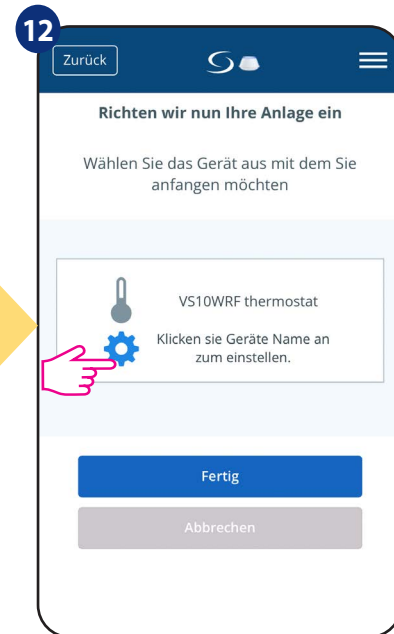 12
Zurück
Richten wir nun Ihre Anlage ein
Wählen Sie das Gerät aus mit dem Sie
anfangen möchten
VS10WRF thermostat
Klicken sie Geräte Name an
zum einstellen.
Fertig
Abbrechen